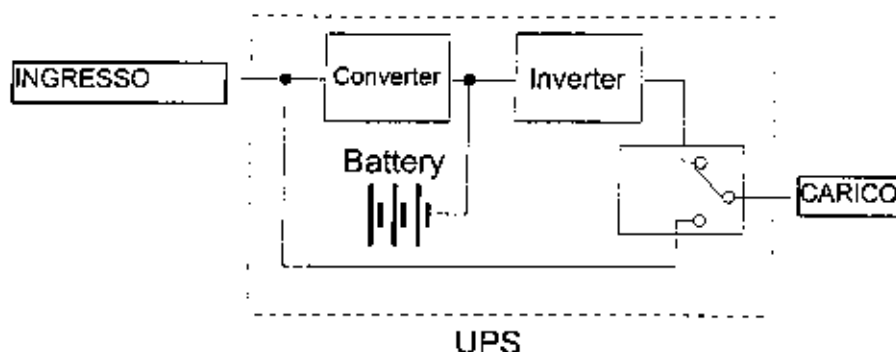 INGRESSO
Converter
Inverter
Battery
CARICO
UPS